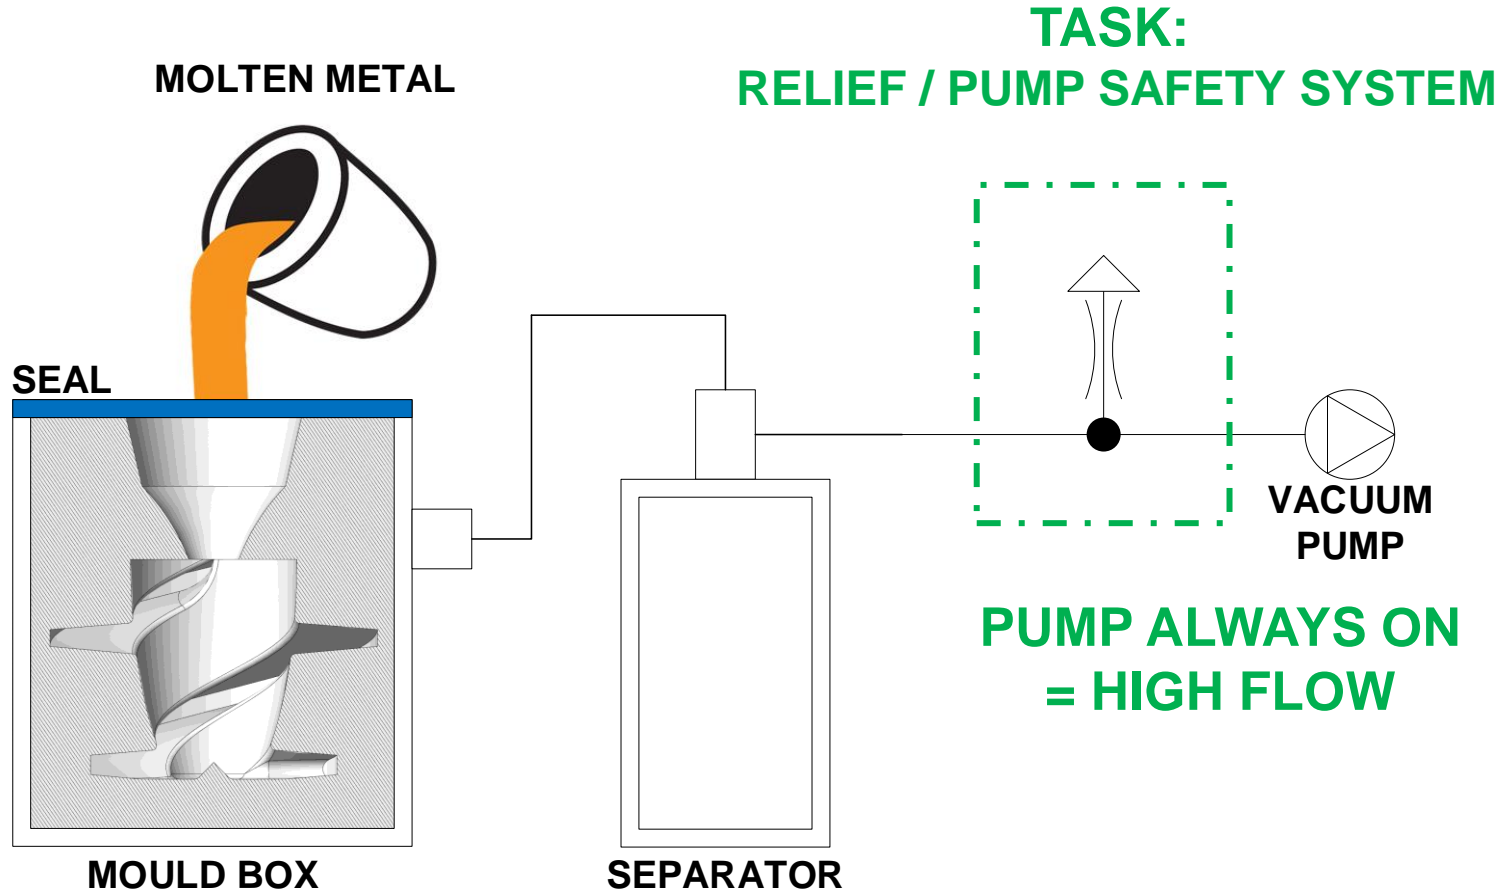 TASK:
RELIEF / PUMP SAFETY SYSTEM
MOLTEN METAL
SEAL
VACUUM
PUMP
PUMP ALWAYS ON
= HIGH FLOW
MOULD BOX
SEPARATOR